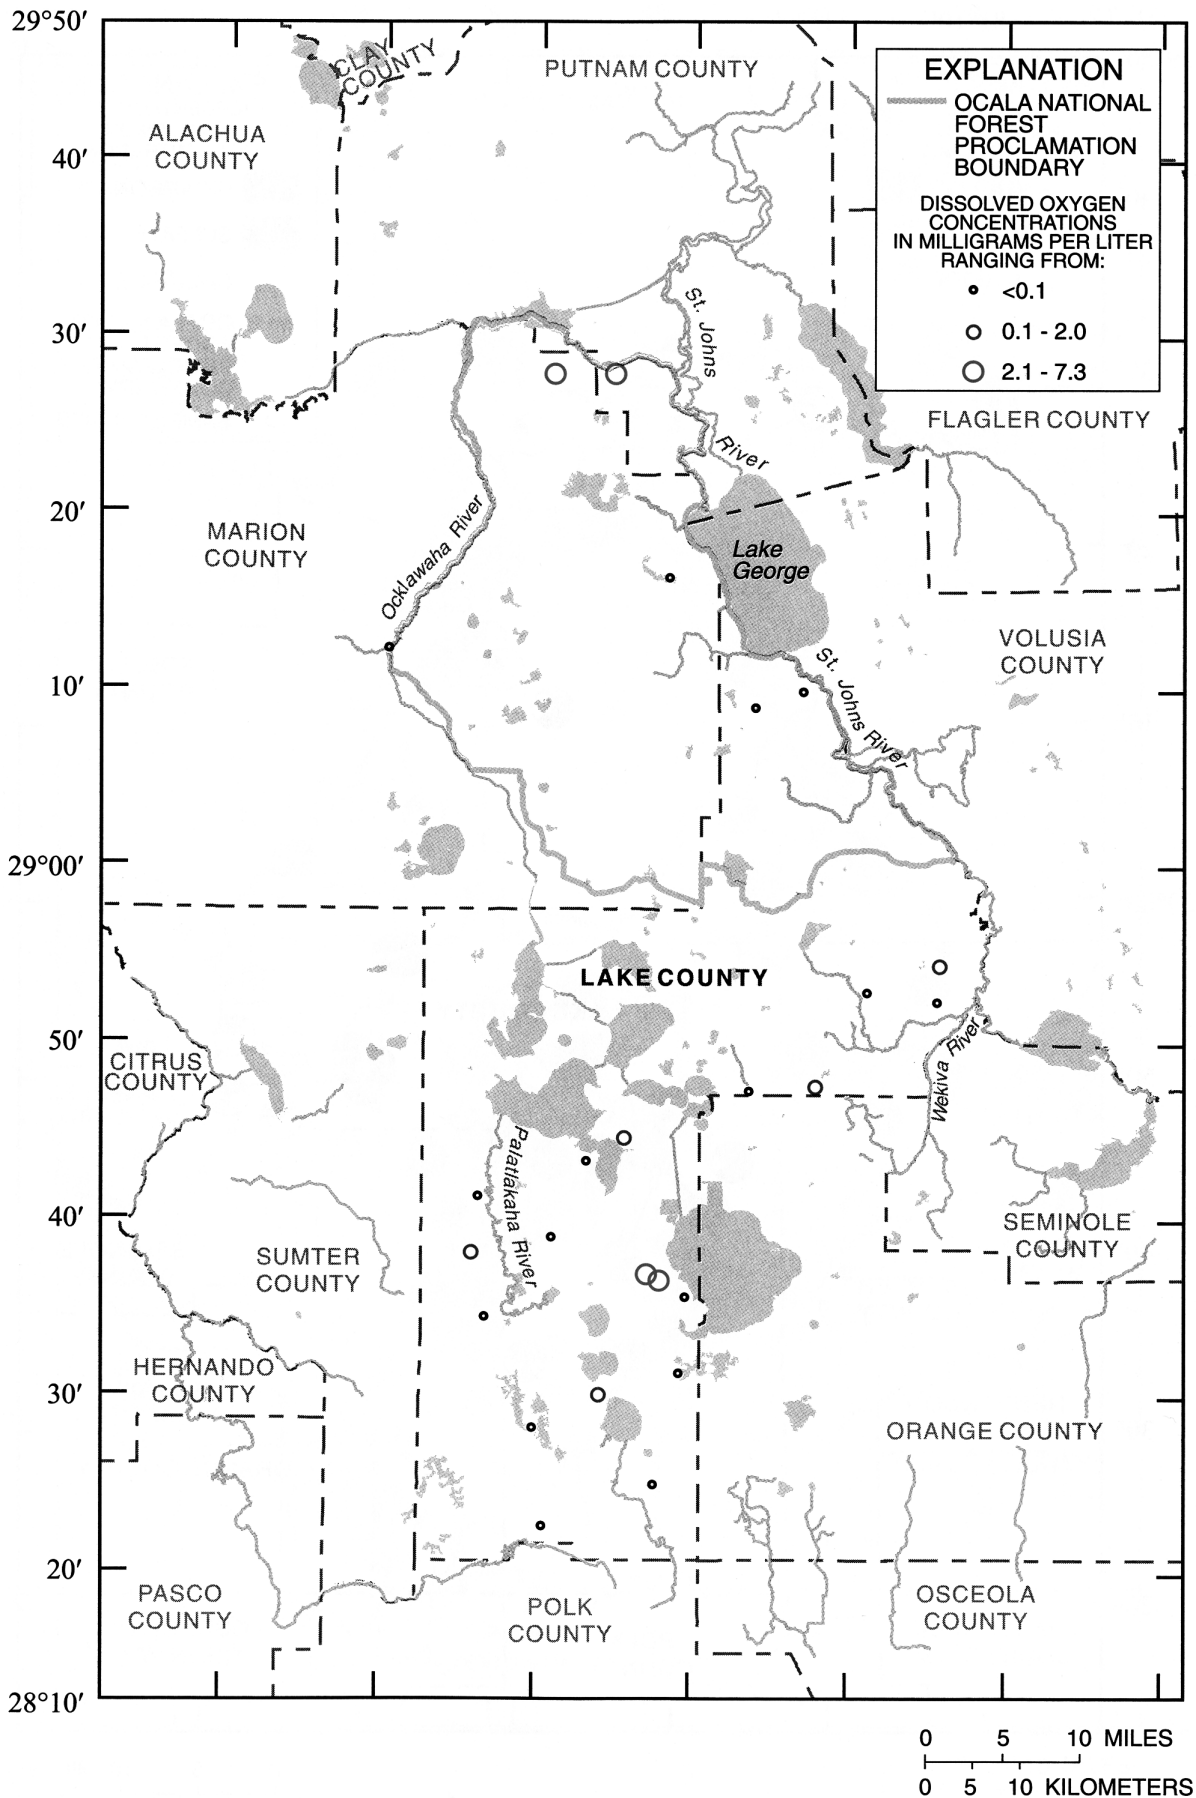 29°50′
CLAY
COUNTY
PUTNAM COUNTY
EXPLANATION
OCALA NATIONAL
FOREST
PROCLAMATION
BOUNDARY
DISSOLVED OXYGEN
CONCENTRATIONS
IN MILLIGRAMS PER LITER
RANGING FROM:
<0.1
0.1 - 2.0
2.1 - 7.3
ALACHUA
COUNTY
40′
St. Johns
River
30′
FLAGLER COUNTY
20′
MARION
COUNTY
Ocklawaha River
Lake
George
VOLUSIA
COUNTY
St. Johns River
10′
29°00′
LAKE COUNTY
50′
CITRUS
COUNTY
Wekiva River
Palatlakaha River
40′
SEMINOLE
COUNTY
SUMTER
COUNTY
HERNANDO
COUNTY
30′
ORANGE COUNTY
20′
PASCO
COUNTY
POLK
COUNTY
OSCEOLA
COUNTY
28°10′
0 5 10 MILES
0 5 10 KILOMETERS